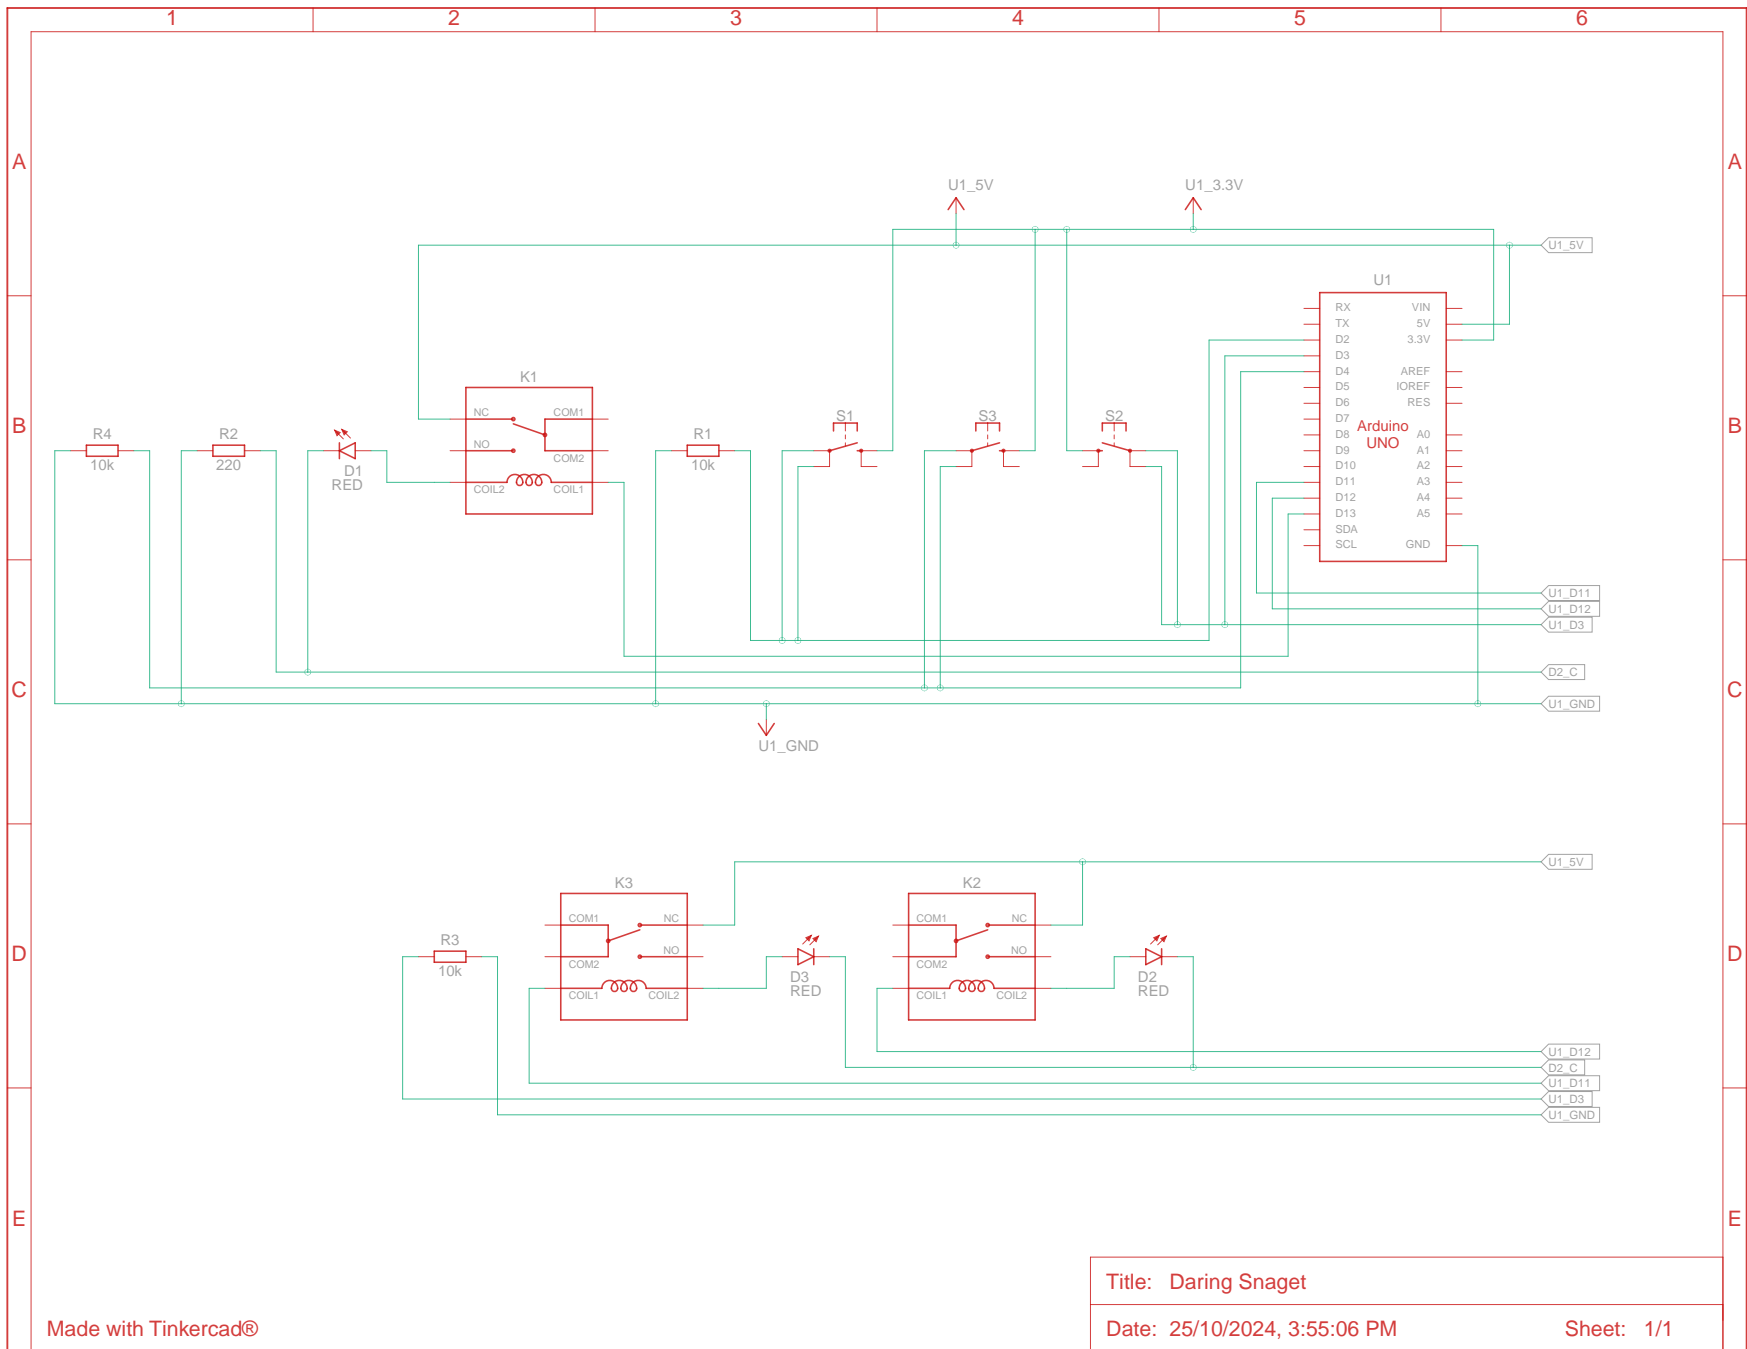 1 2 3 4 5 6
A A
U1_5V U1_3.3V
U1_5V
U1
RX VIN
TX 5V
D2 3.3V
D3
D4 AREF
D5 IOREF
D6 RES
D7
D8 A0
D9 A1
D10 A2
D11 A3
D12 A4
D13 A5
SDA
SCL GND
Arduino
UNO
B B
K1
NC COM1
NO
COM2
COIL2 COIL1
R4
10k
R2
220
D1
RED
R1
10k
S1
S3
S2
U1_D11
U1_D12
U1_D3
C C
D2_C
U1_GND
U1_GND
U1_5V
D D
K3
COM1 NC
NO
COM2
COIL1 COIL2
K2
COM1 NC
NO
COM2
COIL1 COIL2
R3
10k
D3
RED
D2
RED
U1_D12
D2_C
U1_D11
U1_D3
U1_GND
E E
Title: Daring Snaget
Made with Tinkercad®
Date: 25/10/2024, 3:55:06 PM Sheet: 1/1